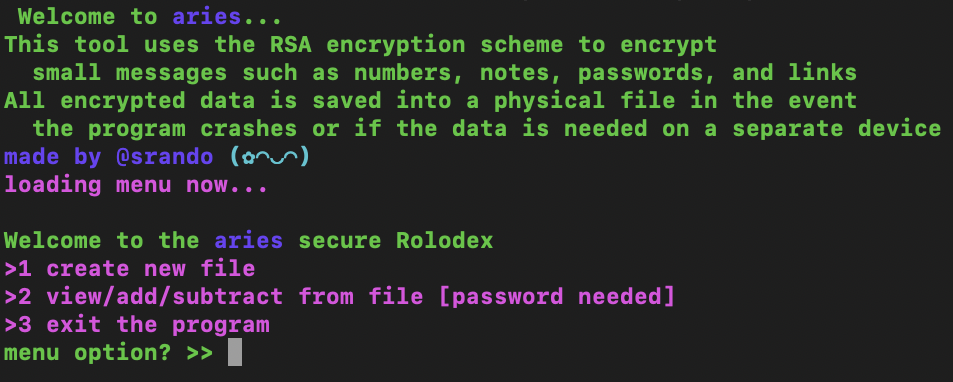 Welcome to aries...
This tool uses the RSA encryption scheme to encrypt
small messages such as numbers, notes, passwords, and links
All encrypted data is saved into a physical file in the event
the program crashes or if the data is needed on a separate device
made by @srando (✿◠‿◠)
loading menu now...
Welcome to the aries secure Rolodex
>1 create new file
>2 view/add/subtract from file [password needed]
>3 exit the program
menu option? >>